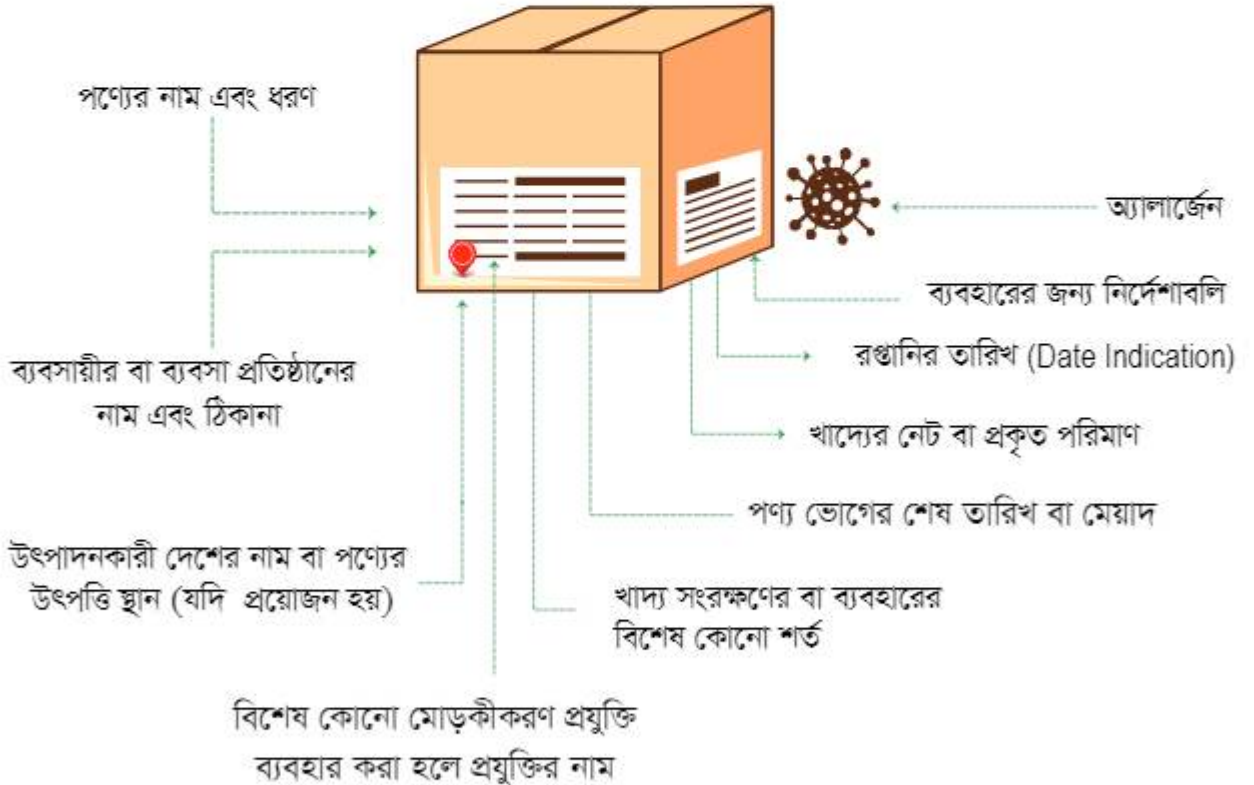 পণ্যের নাম এবং ধরণ
অ্যালার্জেন
ব্যবহারের জন্য নির্দেশাবলি
রপ্তানির তারিখ (Date Indication)
ব্যবসায়ীর বা ব্যবসা প্রতিষ্ঠানের
নাম এবং ঠিকানা
খাদ্যের নেট বা প্রকৃত পরিমাণ
পণ্য ভোগের শেষ তারিখ বা মেয়াদ
উৎপাদনকারী দেশের নাম বা পণ্যের
উৎপত্তি স্থান (যদি প্রয়োজন হয়)
খাদ্য সংরক্ষণের বা ব্যবহারের
বিশেষ কোনো শর্ত
বিশেষ কোনো মোড়কীকরণ প্রযুক্তি
ব্যবহার করা হলে প্রযুক্তির নাম